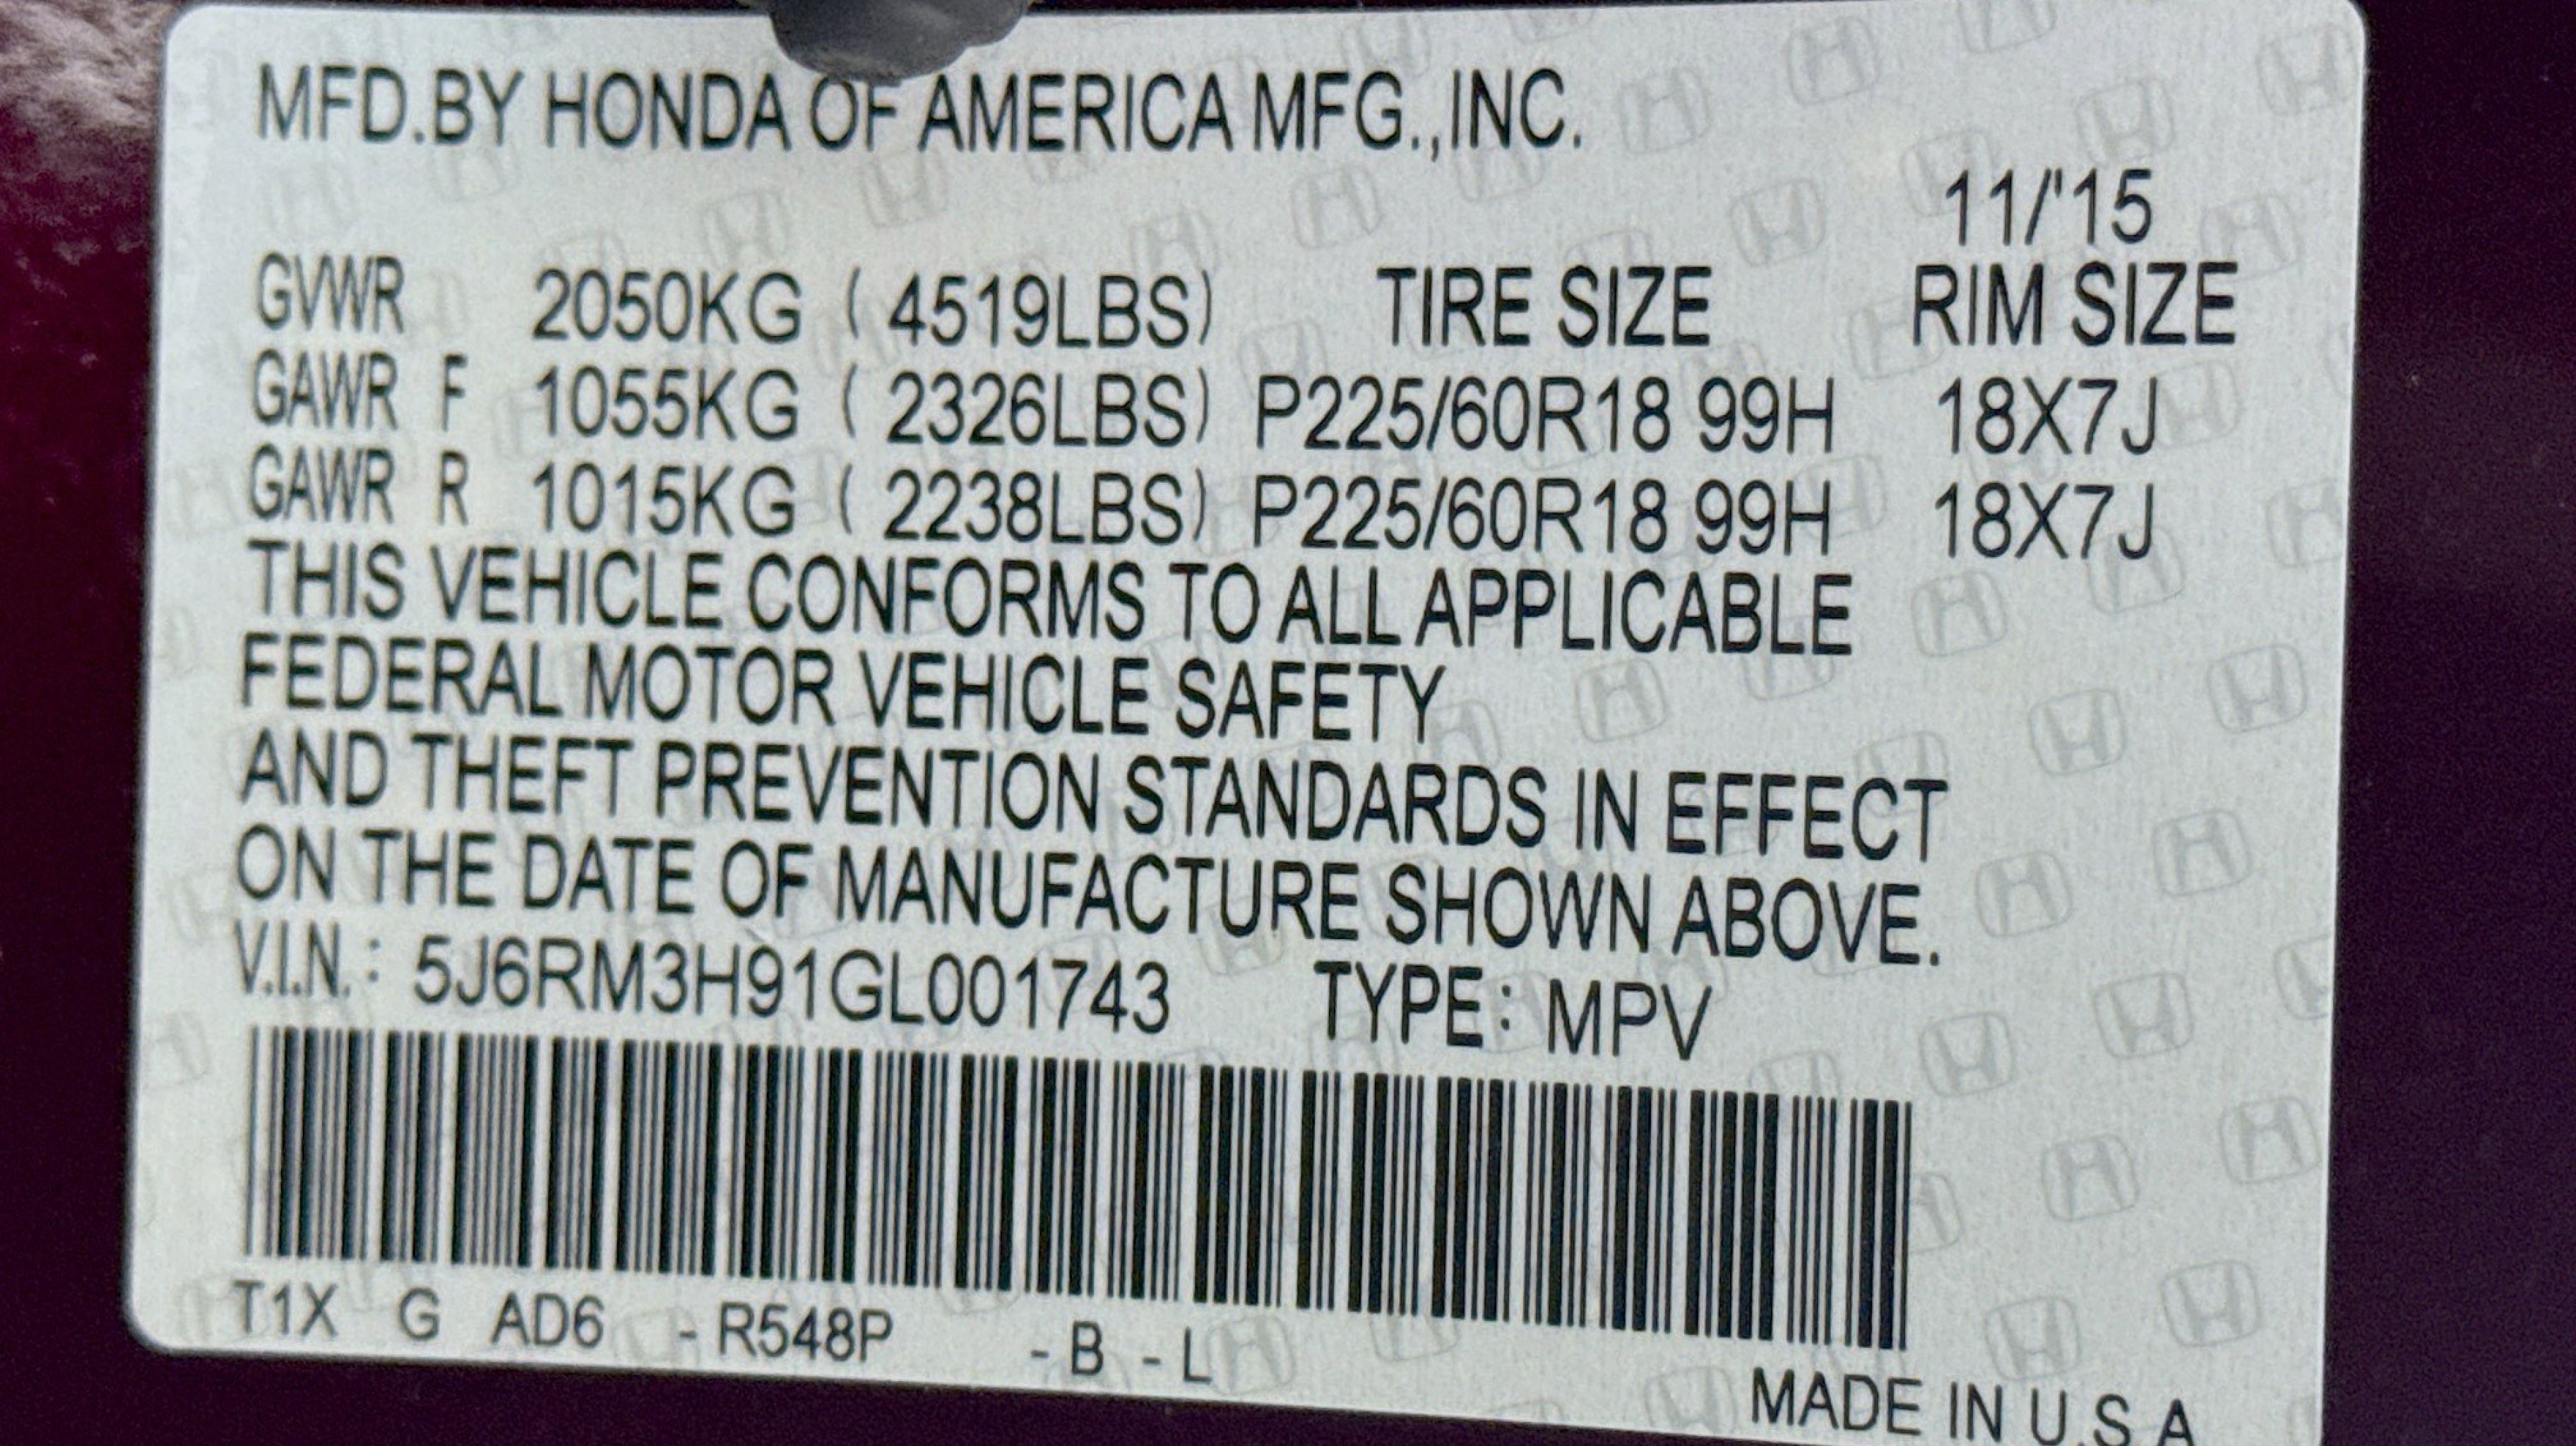 MFD.BY HONDA OF AMERICA MFG.,INC.
11/'15
GVWR 2050KG ( 4519LBS) TIRE SIZE RIM SIZE
GAWR F 1055KG ( 2326LBS) P225/60R18 99H 18X7J
GAWR R 1015KG ( 2238LBS) P225/60R18 99H 18X7J
THIS VEHICLE CONFORMS TO ALL APPLICABLE
FEDERAL MOTOR VEHICLE SAFETY
AND THEFT PREVENTION STANDARDS IN EFFECT
ON THE DATE OF MANUFACTURE SHOWN ABOVE.
V.I.N.: 5J6RM3H91GL001743 TYPE: MPV
T1X G AD6 -R548P -B -L
MADE IN U.S.A